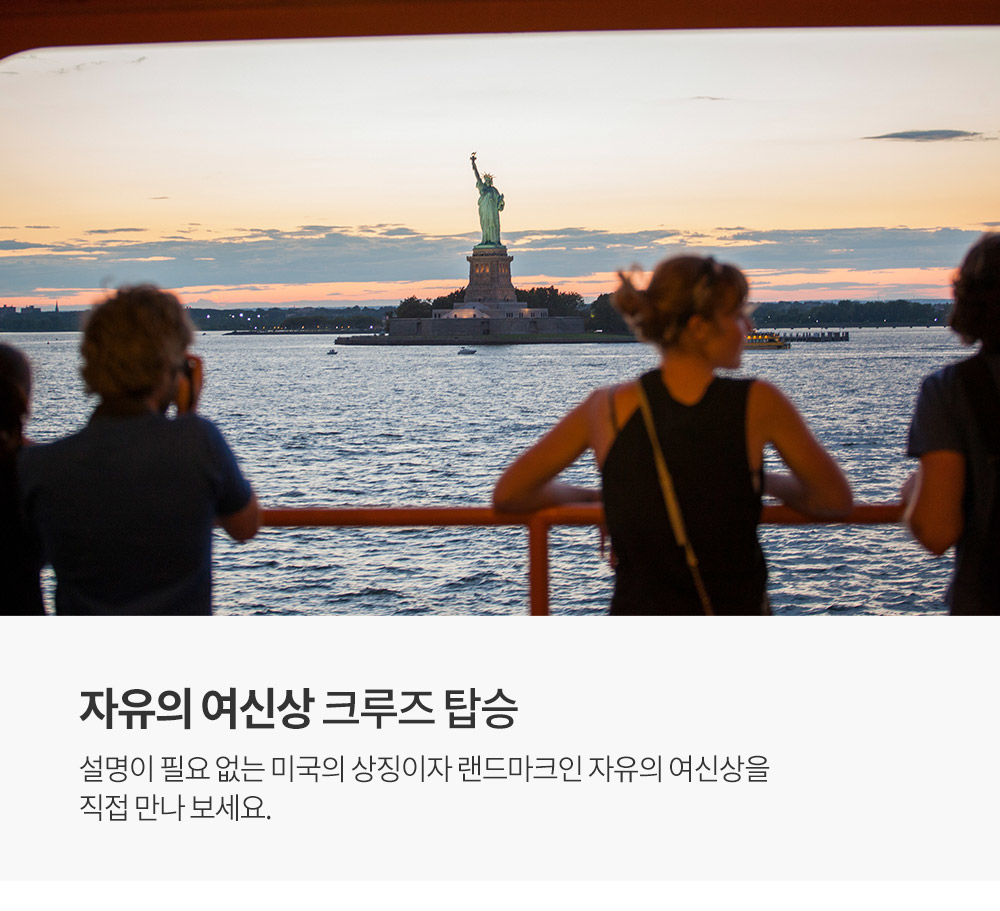 자유의 여신상 크루즈 탑승
설명이 필요 없는 미국의 상징이자 랜드마크인 자유의 여신상을
직접 만나 보세요.